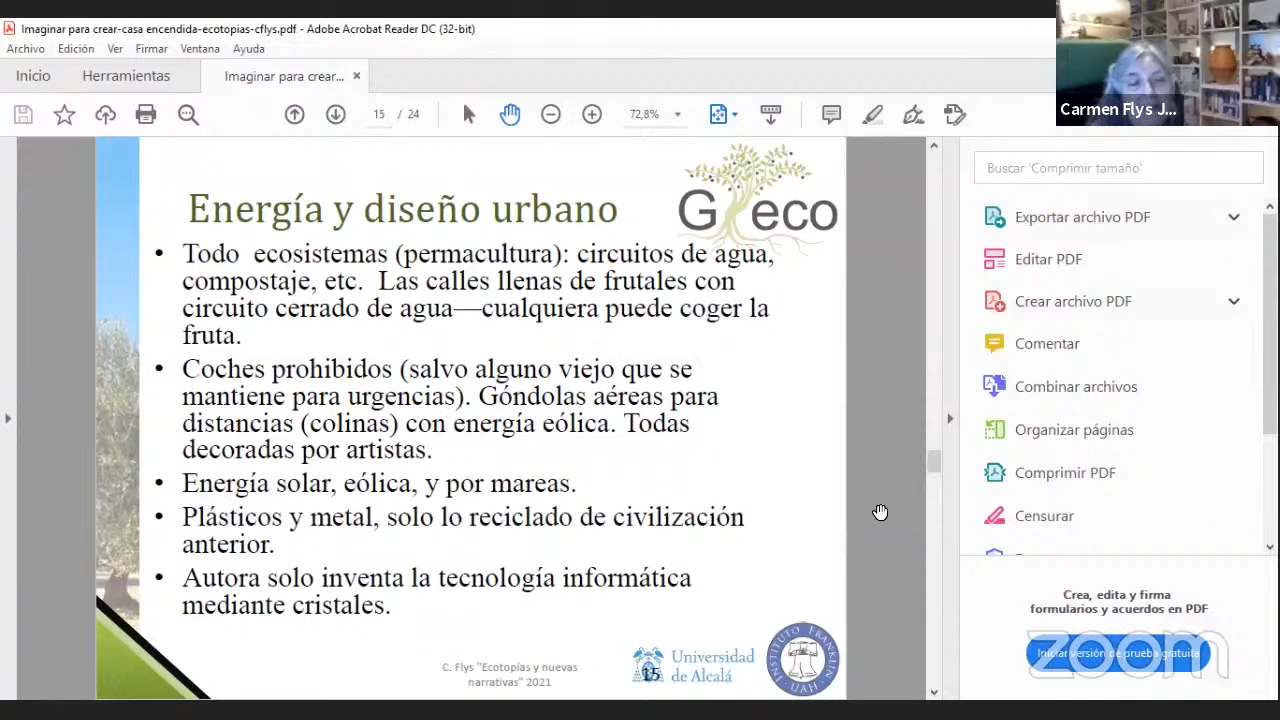 Imaginar para crear-casa encendida-ecotopias-cflys.pdf - Adobe Acrobat Reader DC (32-bit)
Archivo Edición Ver Firmar Ventana Ayuda
Inicio Herramientas Imaginar para crear... ×
15 / 24 72,8%
Carmen Flys J...
Buscar 'Comprimir tamaño'
Exportar archivo PDF
Editar PDF
Crear archivo PDF
Comentar
Combinar archivos
Organizar páginas
Comprimir PDF
Censurar
Crea, edita y firma
formularios y acuerdos en PDF
Iniciar versión de prueba gratuita
zoom
Energía y diseño urbano
G eco
• Todo ecosistemas (permacultura): circuitos de agua,
compostaje, etc. Las calles llenas de frutales con
circuito cerrado de agua—cualquiera puede coger la
fruta.
• Coches prohibidos (salvo alguno viejo que se
mantiene para urgencias). Góndolas aéreas para
distancias (colinas) con energía eólica. Todas
decoradas por artistas.
• Energía solar, eólica, y por mareas.
• Plásticos y metal, solo lo reciclado de civilización
anterior.
• Autora solo inventa la tecnología informática
mediante cristales.
C. Flys "Ecotopías y nuevas
narrativas" 2021
15
Universidad
de Alcalá
INSTITUTO FRANKLIN
UAH